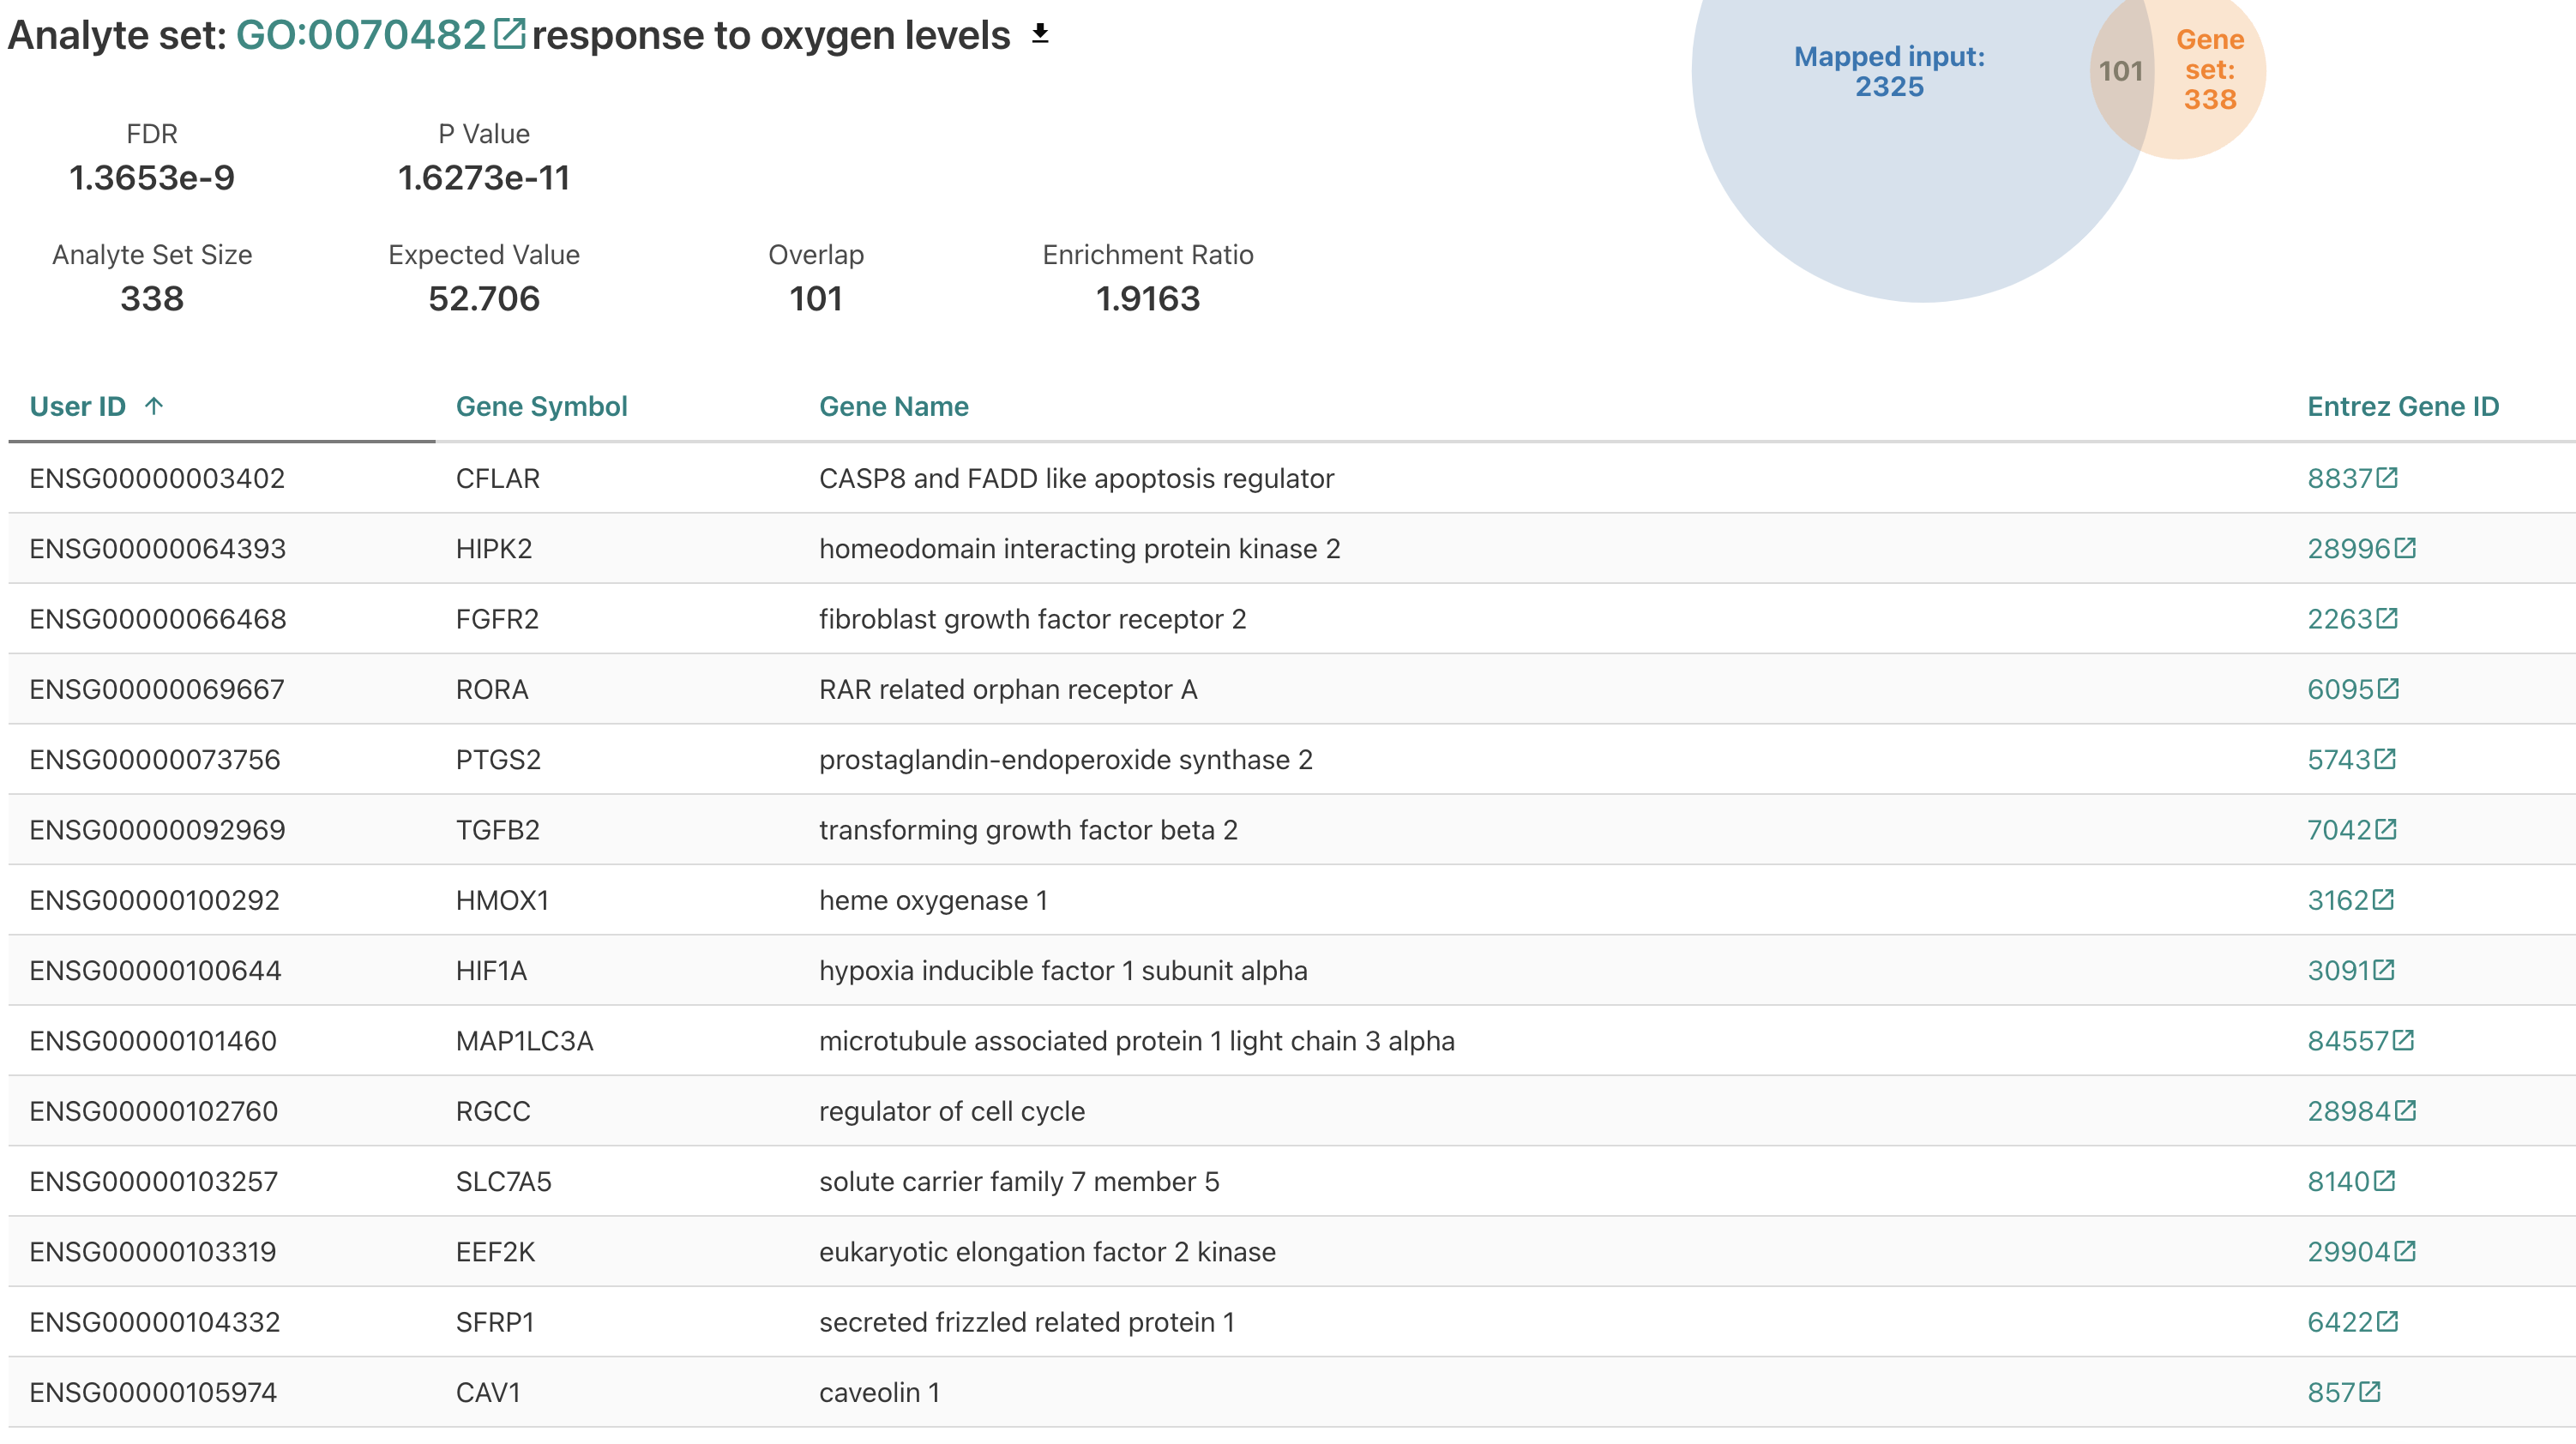 Analyte set: GO:0070482 response to oxygen levels
Mapped input:
2325
101
Gene
set:
338
FDR P Value
1.3653e-9 1.6273e-11
Analyte Set Size Expected Value Overlap Enrichment Ratio
338 52.706 101 1.9163
User ID ↑ Gene Symbol Gene Name Entrez Gene ID
ENSG00000003402 CFLAR CASP8 and FADD like apoptosis regulator 8837
ENSG00000064393 HIPK2 homeodomain interacting protein kinase 2 28996
ENSG00000066468 FGFR2 fibroblast growth factor receptor 2 2263
ENSG00000069667 RORA RAR related orphan receptor A 6095
ENSG00000073756 PTGS2 prostaglandin-endoperoxide synthase 2 5743
ENSG00000092969 TGFB2 transforming growth factor beta 2 7042
ENSG00000100292 HMOX1 heme oxygenase 1 3162
ENSG00000100644 HIF1A hypoxia inducible factor 1 subunit alpha 3091
ENSG00000101460 MAP1LC3A microtubule associated protein 1 light chain 3 alpha 84557
ENSG00000102760 RGCC regulator of cell cycle 28984
ENSG00000103257 SLC7A5 solute carrier family 7 member 5 8140
ENSG00000103319 EEF2K eukaryotic elongation factor 2 kinase 29904
ENSG00000104332 SFRP1 secreted frizzled related protein 1 6422
ENSG00000105974 CAV1 caveolin 1 857